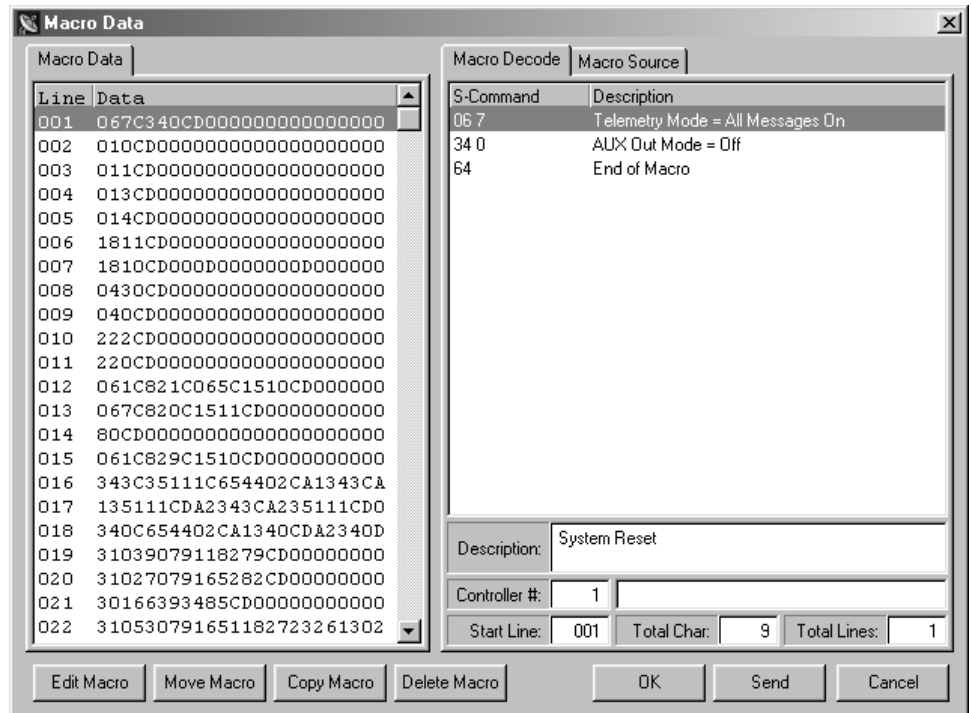 Macro Data
Macro Data
Line Data
001 067C340CD000000000000000
002 010CD0000000000000000000
003 011CD0000000000000000000
004 013CD0000000000000000000
005 014CD0000000000000000000
006 1811CD000000000000000000
007 1810CD000D0000000D000000
008 0430CD000000000000000000
009 040CD0000000000000000000
010 222CD0000000000000000000
011 220CD0000000000000000000
012 061C821C065C1510CD000000
013 067C820C1511CD0000000000
014 80CD00000000000000000000
015 061C829C1510CD0000000000
016 343C35111C654402CA1343CA
017 135111CDA2343CA235111CD0
018 340C654402CA1340CDA2340D
019 31039079118279CD00000000
020 31027079165282CD00000000
021 30166393485CD00000000000
022 310530791651182723261302
Macro Decode Macro Source
S-Command Description
06 7 Telemetry Mode = All Messages On
34 0 AUX Out Mode = Off
64 End of Macro
Description: System Reset
Controller #: 1
Start Line: 001 Total Char: 9 Total Lines: 1
Edit Macro Move Macro Copy Macro Delete Macro OK Send Cancel